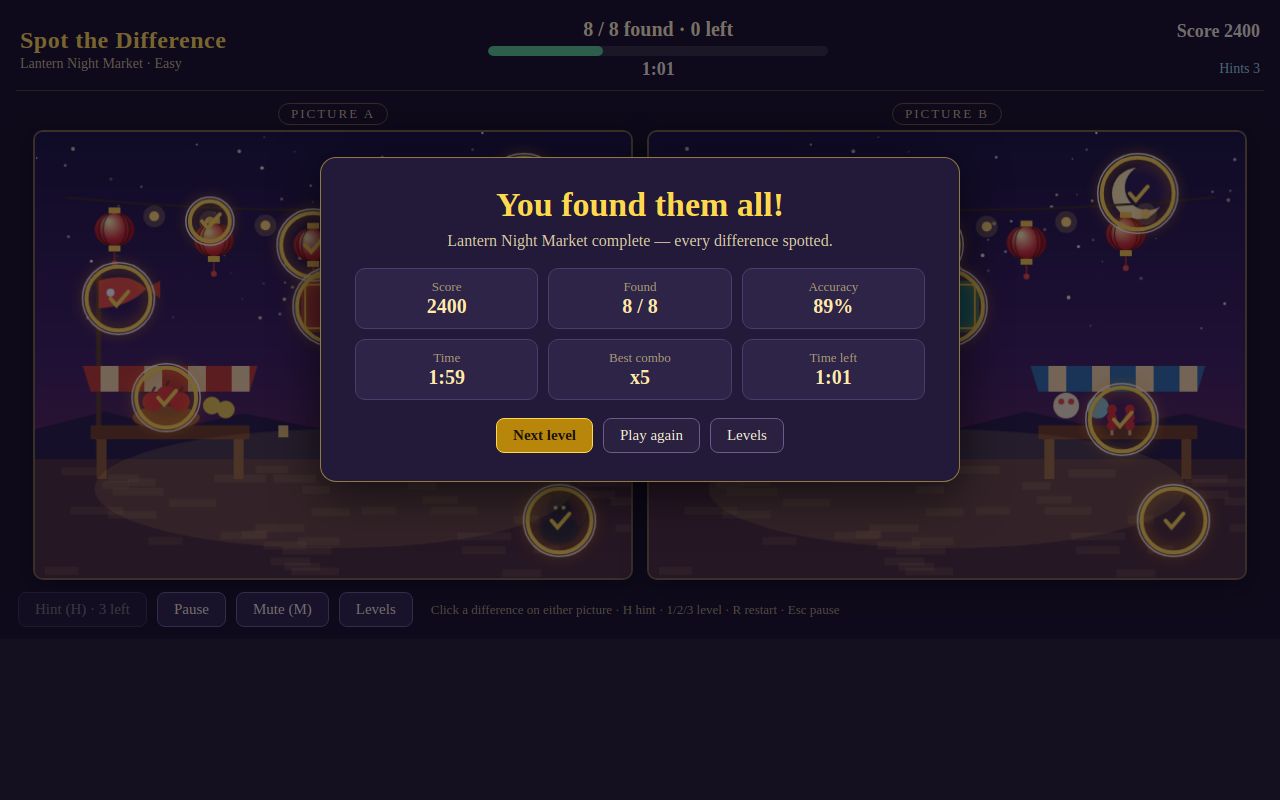 Spot the Difference
Lantern Night Market · Easy
8 / 8 found · 0 left
1:01
Score 2400
Hints 3
PICTURE A
PICTURE B
You found them all!
Lantern Night Market complete — every difference spotted.
Score
2400
Found
8 / 8
Accuracy
89%
Time
1:59
Best combo
x5
Time left
1:01
Next level
Play again
Levels
Hint (H) · 3 left
Pause
Mute (M)
Levels
Click a difference on either picture · H hint · 1/2/3 level · R restart · Esc pause